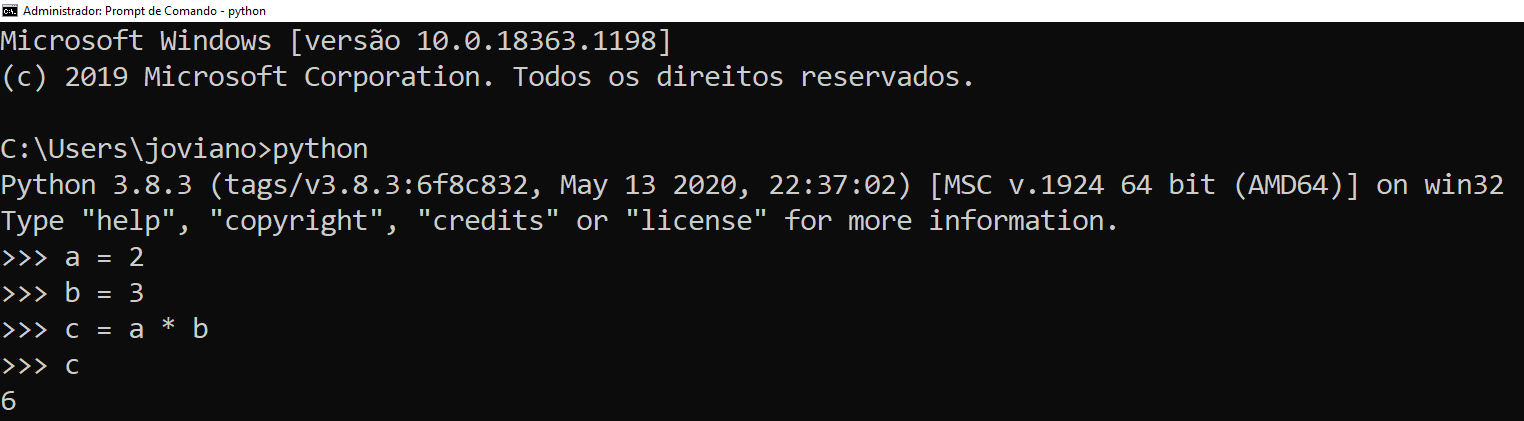 Administrador: Prompt de Comando - python
Microsoft Windows [versão 10.0.18363.1198]
(c) 2019 Microsoft Corporation. Todos os direitos reservados.
C:\Users\joviano>python
Python 3.8.3 (tags/v3.8.3:6f8c832, May 13 2020, 22:37:02) [MSC v.1924 64 bit (AMD64)] on win32
Type "help", "copyright", "credits" or "license" for more information.
>>> a = 2
>>> b = 3
>>> c = a * b
>>> c
6